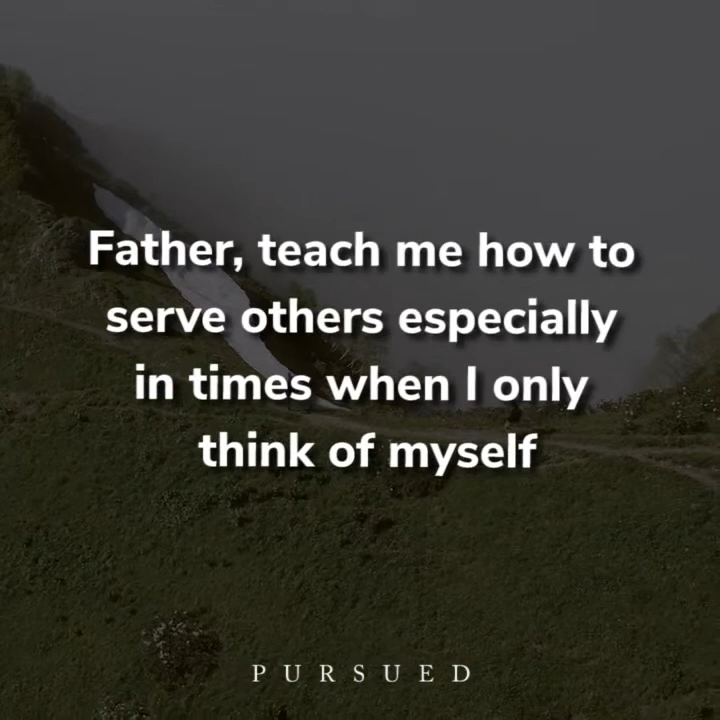 Father, teach me how to
serve others especially
in times when I only
think of myself
PURSUED